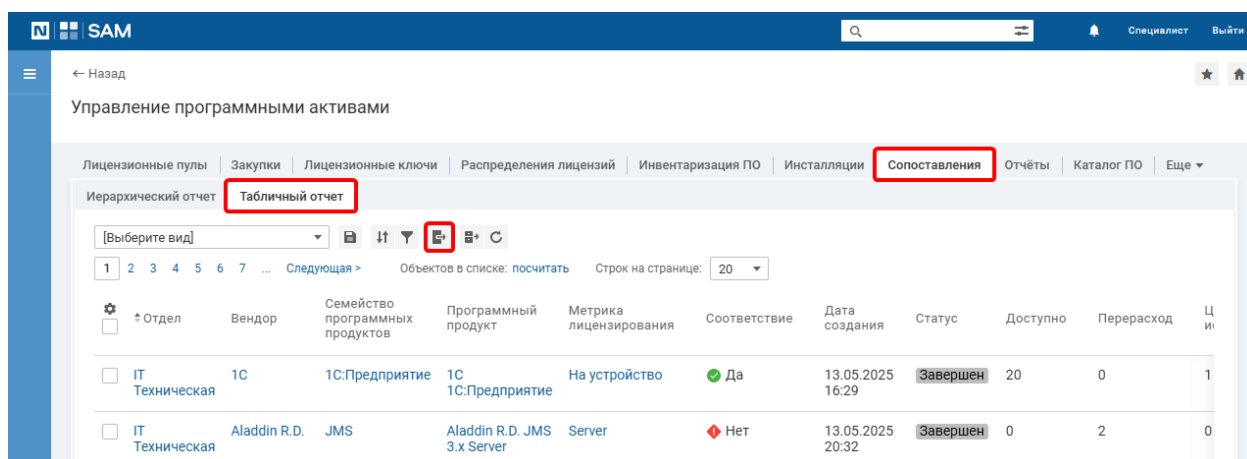 N SAM Специалист Выйти
← Назад
Управление программными активами
Лицензионные пулы Закупки Лицензионные ключи Распределения лицензий Инвентаризация ПО Инсталляции Сопоставления Отчёты Каталог ПО Еще
Иерархический отчет Табличный отчет
[Выберите вид]
1 2 3 4 5 6 7 ... Следующая > Объектов в списке: посчитать Строк на странице: 20
Отдел Вендор Семейство программных продуктов Программный продукт Метрика лицензирования Соответствие Дата создания Статус Доступно Перерасход
IT Техническая 1C 1С:Предприятие 1C 1С:Предприятие На устройство Да 13.05.2025 16:29 Завершен 20 0 1
IT Техническая Aladdin R.D. JMS Aladdin R.D. JMS 3.x Server Server Нет 13.05.2025 20:32 Завершен 0 2 0